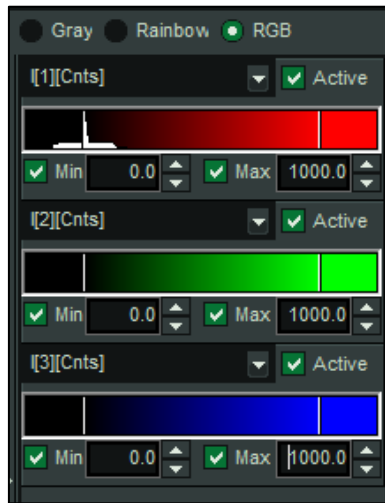 Gray Rainbow RGB
I[1][Cnts] Active
Min 0.0 Max 1000.0
I[2][Cnts] Active
Min 0.0 Max 1000.0
I[3][Cnts] Active
Min 0.0 Max 1000.0